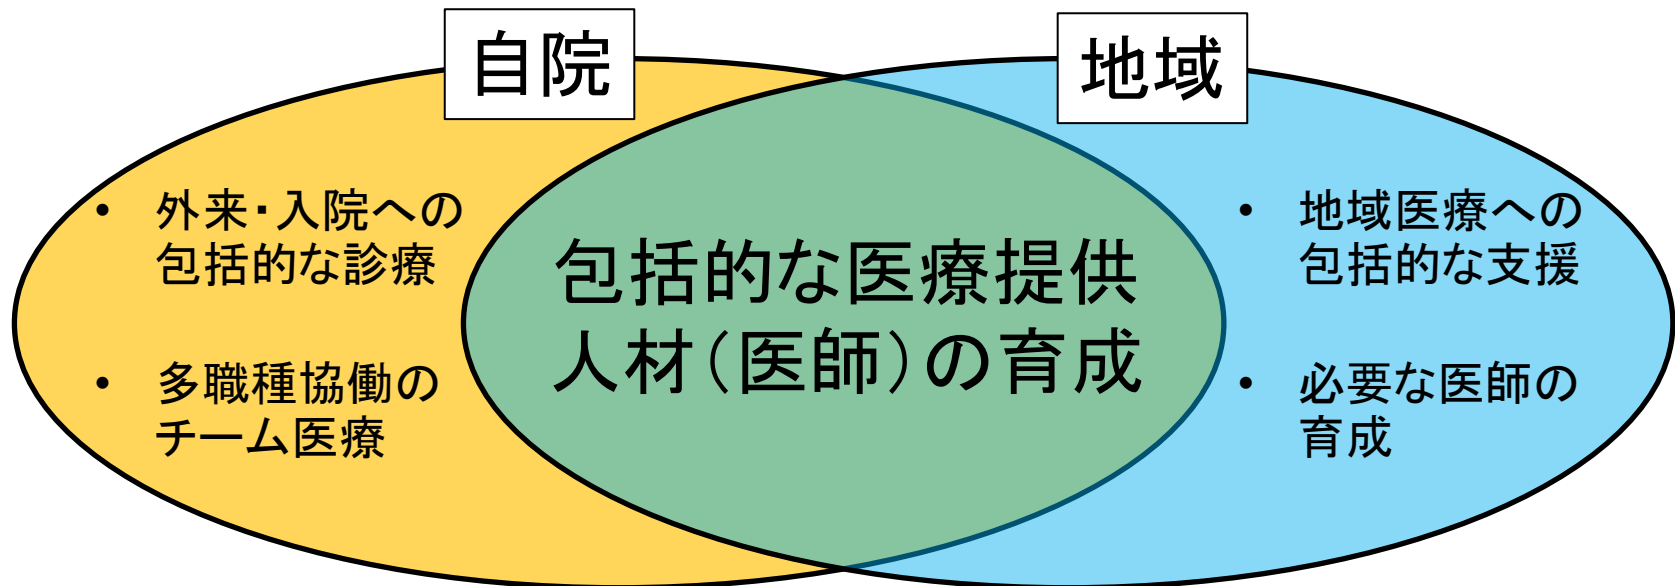 自院
地域
• 外来・入院への
包括的な診療
• 多職種協働の
チーム医療
包括的な医療提供
人材（医師）の育成
• 地域医療への
包括的な支援
• 必要な医師の
育成